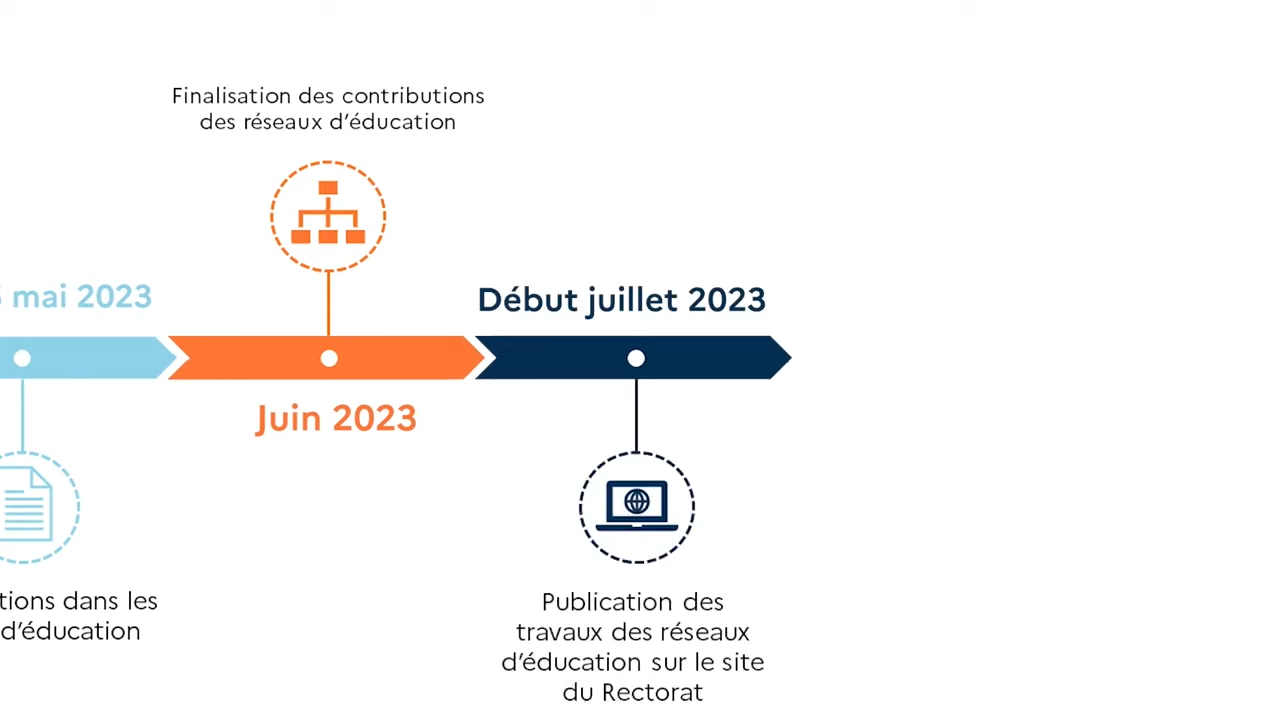 Finalisation des contributions
des réseaux d’éducation
mai 2023
Début juillet 2023
Juin 2023
dans les
d’éducation
Publication des
travaux des réseaux
d’éducation sur le site
du Rectorat